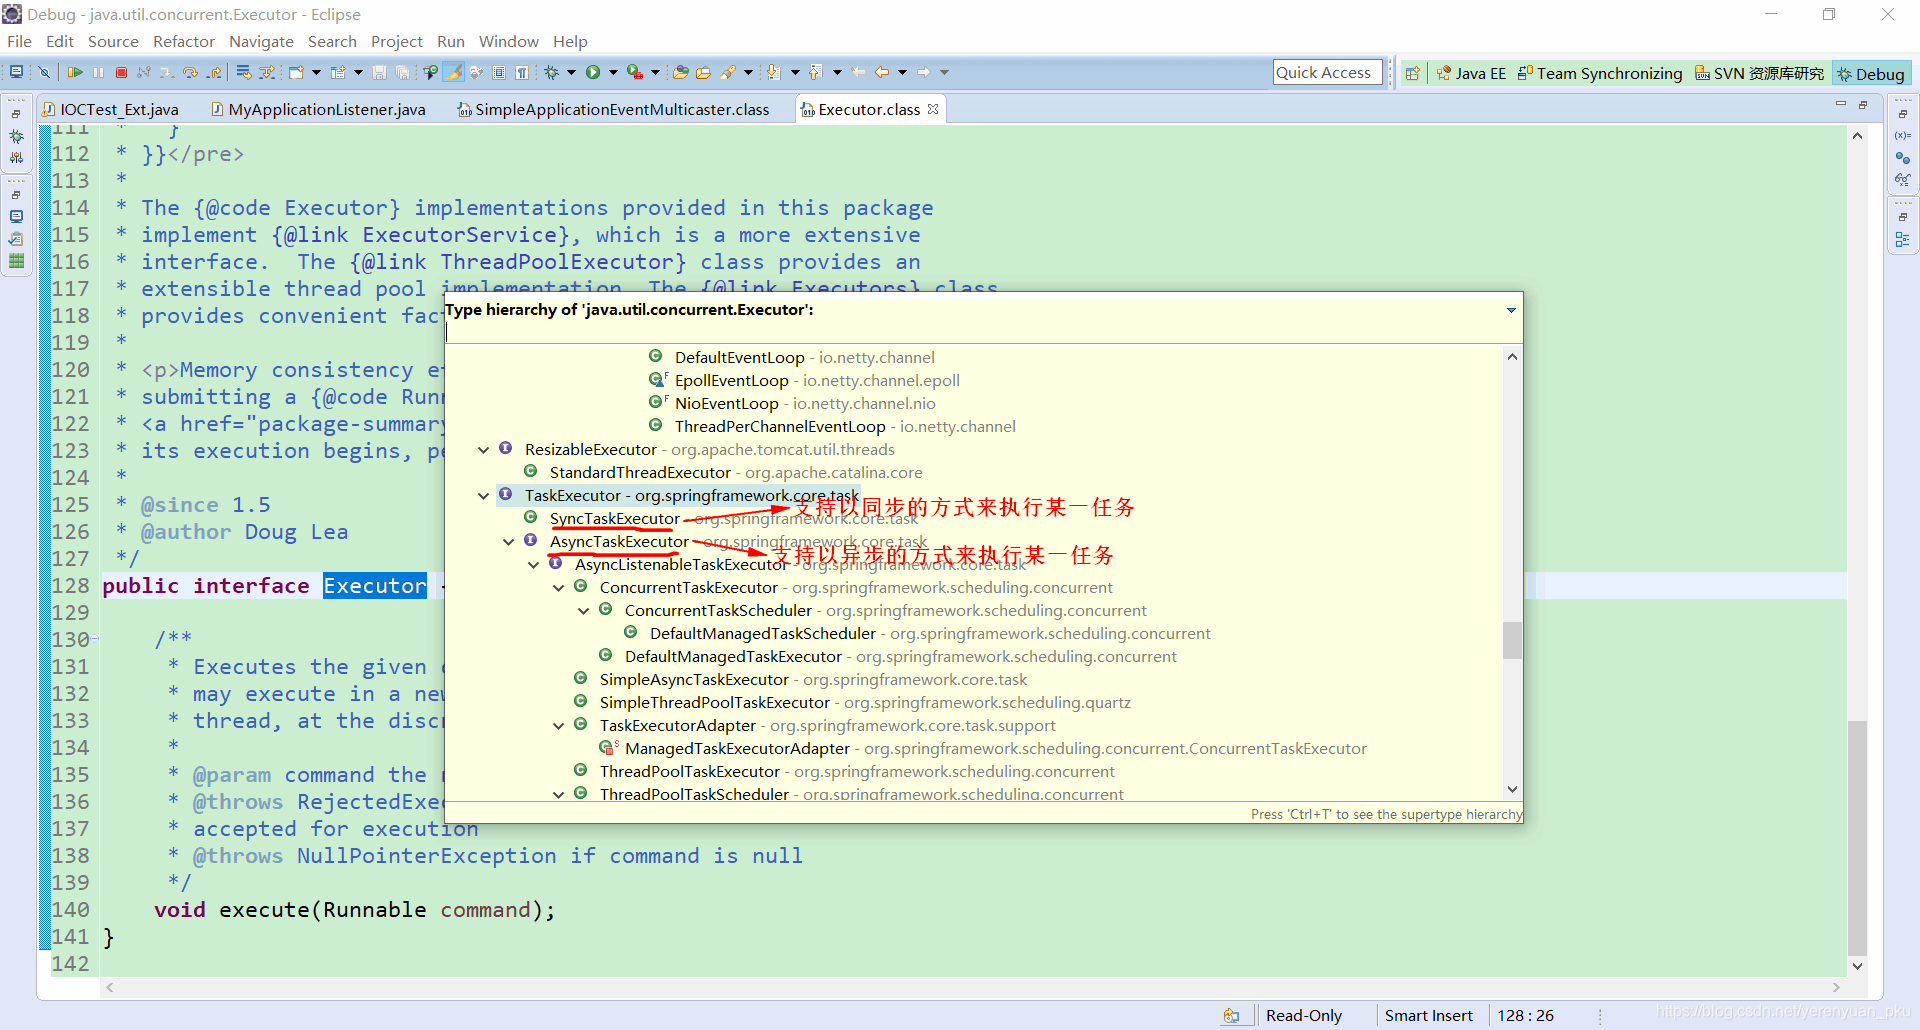 Debug - java.util.concurrent.Executor - Eclipse
File Edit Source Refactor Navigate Search Project Run Window Help
Quick Access
Java EE Team Synchronizing SVN 资源库研究 Debug
IOCTest_Ext.java MyApplicationListener.java SimpleApplicationEventMulticaster.class Executor.class
111 * }
112 * }}</pre>
113 *
114 * The {@code Executor} implementations provided in this package
115 * implement {@link ExecutorService}, which is a more extensive
116 * interface. The {@link ThreadPoolExecutor} class provides an
117 * extensible thread pool implementation. The {@link Executors} class
118 * provides convenient fact
119 *
120 * <p>Memory consistency e
121 * submitting a {@code Run
122 * <a href="package-summary
123 * its execution begins, pe
124 *
125 * @since 1.5
126 * @author Doug Lea
127 */
128 public interface Executor {
129
130 /**
131 * Executes the given c
132 * may execute in a new
133 * thread, at the discr
134 *
135 * @param command the r
136 * @throws RejectedExec
137 * accepted for execution
138 * @throws NullPointerException if command is null
139 */
140 void execute(Runnable command);
141 }
142
Type hierarchy of 'java.util.concurrent.Executor':
DefaultEventLoop - io.netty.channel
EpollEventLoop - io.netty.channel.epoll
NioEventLoop - io.netty.channel.nio
ThreadPerChannelEventLoop - io.netty.channel
ResizableExecutor - org.apache.tomcat.util.threads
StandardThreadExecutor - org.apache.catalina.core
TaskExecutor - org.springframework.core.task
支持以同步的方式来执行某一任务
SyncTaskExecutor - org.springframework.core.task
AsyncTaskExecutor - org.springframework.core.task
支持以异步的方式来执行某一任务
AsyncListenableTaskExecutor - org.springframework.core.task
ConcurrentTaskExecutor - org.springframework.scheduling.concurrent
ConcurrentTaskScheduler - org.springframework.scheduling.concurrent
DefaultManagedTaskScheduler - org.springframework.scheduling.concurrent
DefaultManagedTaskExecutor - org.springframework.scheduling.concurrent
SimpleAsyncTaskExecutor - org.springframework.core.task
SimpleThreadPoolTaskExecutor - org.springframework.scheduling.quartz
TaskExecutorAdapter - org.springframework.core.task.support
ManagedTaskExecutorAdapter - org.springframework.scheduling.concurrent.ConcurrentTaskExecutor
ThreadPoolTaskExecutor - org.springframework.scheduling.concurrent
ThreadPoolTaskScheduler - org.springframework.scheduling.concurrent
Press 'Ctrl+T' to see the supertype hierarchy
Read-Only Smart Insert 128 : 26
https://blog.csdn.net/yerenyuan_pku